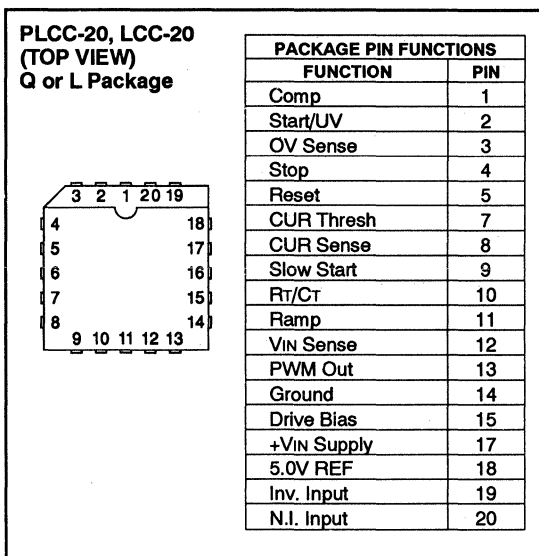 PLCC-20, LCC-20
(TOP VIEW)
Q or L Package
3 2 1 20 19
4 18
5 17
6 16
7 15
8 14
9 10 11 12 13
PACKAGE PIN FUNCTIONS
FUNCTION PIN
Comp 1
Start/UV 2
OV Sense 3
Stop 4
Reset 5
CUR Thresh 7
CUR Sense 8
Slow Start 9
RT/CT 10
Ramp 11
VIN Sense 12
PWM Out 13
Ground 14
Drive Bias 15
+VIN Supply 17
5.0V REF 18
Inv. Input 19
N.I. Input 20